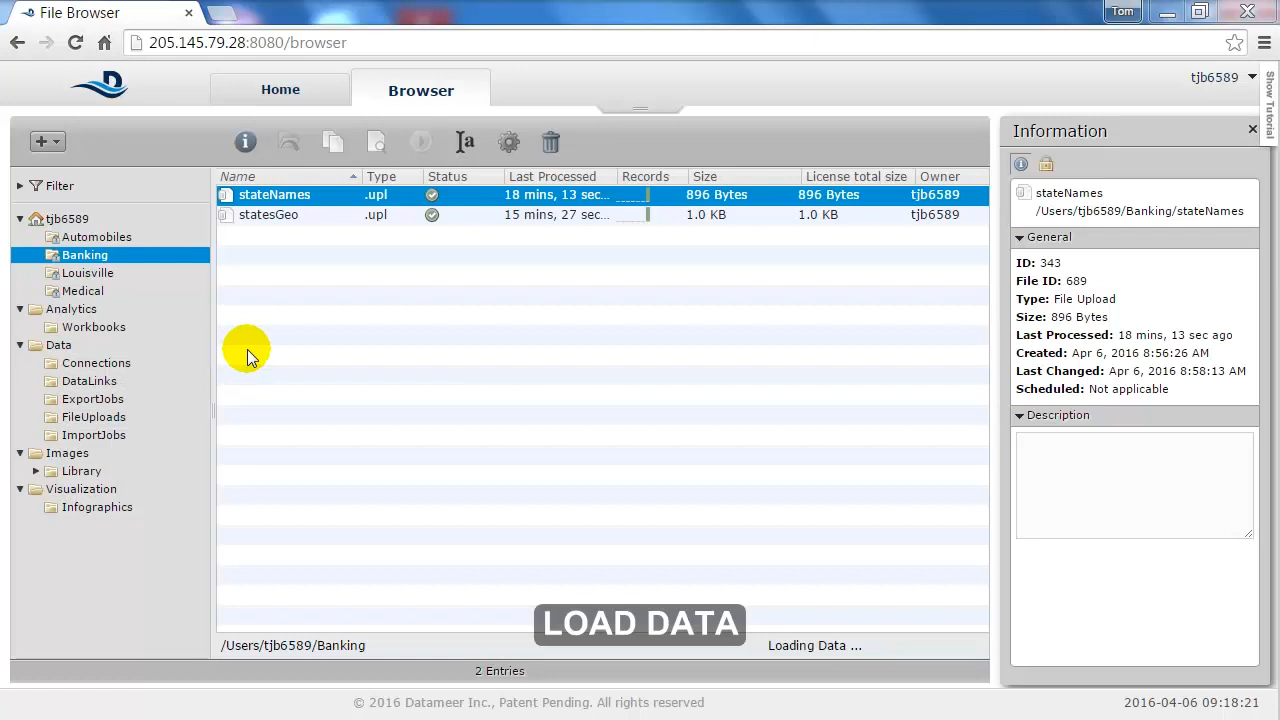 File Browser
Tom
205.145.79.28:8080/browser
Home
Browser
tjb6589
Show Tutorial
Information
Name Type Status Last Processed Records Size License total size Owner
stateNames .upl 18 mins, 13 sec... 896 Bytes 896 Bytes tjb6589
statesGeo .upl 15 mins, 27 sec... 1.0 KB 1.0 KB tjb6589
Filter
tjb6589
Automobiles
Banking
Louisville
Medical
Analytics
Workbooks
Data
Connections
DataLinks
ExportJobs
FileUploads
ImportJobs
Images
Library
Visualization
Infographics
stateNames
/Users/tjb6589/Banking/stateNames
General
ID: 343
File ID: 689
Type: File Upload
Size: 896 Bytes
Last Processed: 18 mins, 13 sec ago
Created: Apr 6, 2016 8:56:26 AM
Last Changed: Apr 6, 2016 8:58:13 AM
Scheduled: Not applicable
Description
LOAD DATA
/Users/tjb6589/Banking
Loading Data ...
2 Entries
© 2016 Datameer Inc., Patent Pending. All rights reserved
2016-04-06 09:18:21